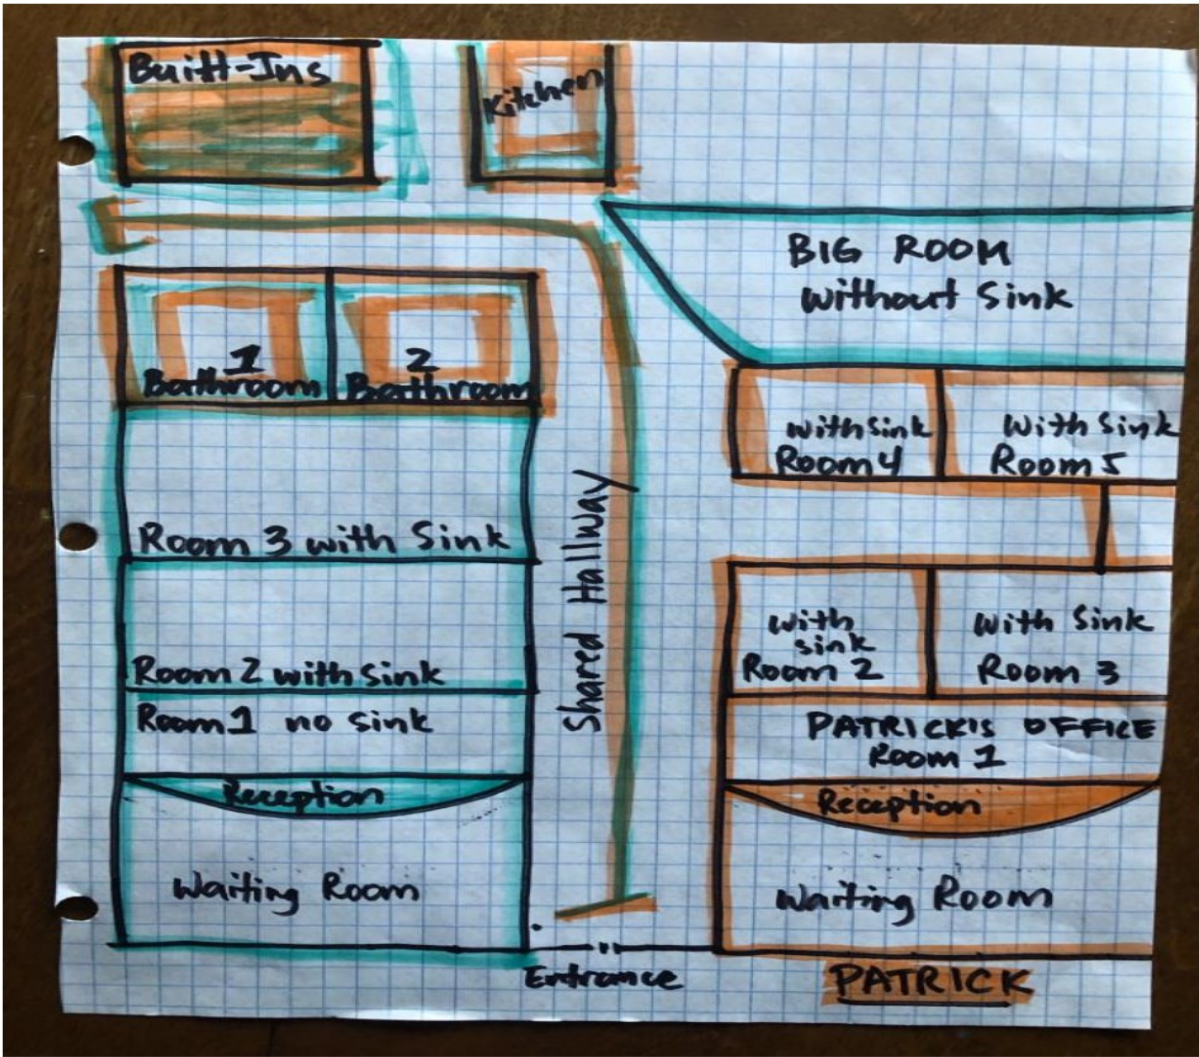 Built-Ins
Kitchen
BIG ROOM
without Sink
1
Bathroom
2
Bathroom
with sink
Room 4
With Sink
Room 5
Room 3 with Sink
Shared Hallway
with
sink
Room 2
with Sink
Room 3
Room 2 with Sink
Room 1 no sink
PATRICK'S OFFICE
Room 1
Reception
Reception
Waiting Room
Waiting Room
Entrance
PATRICK